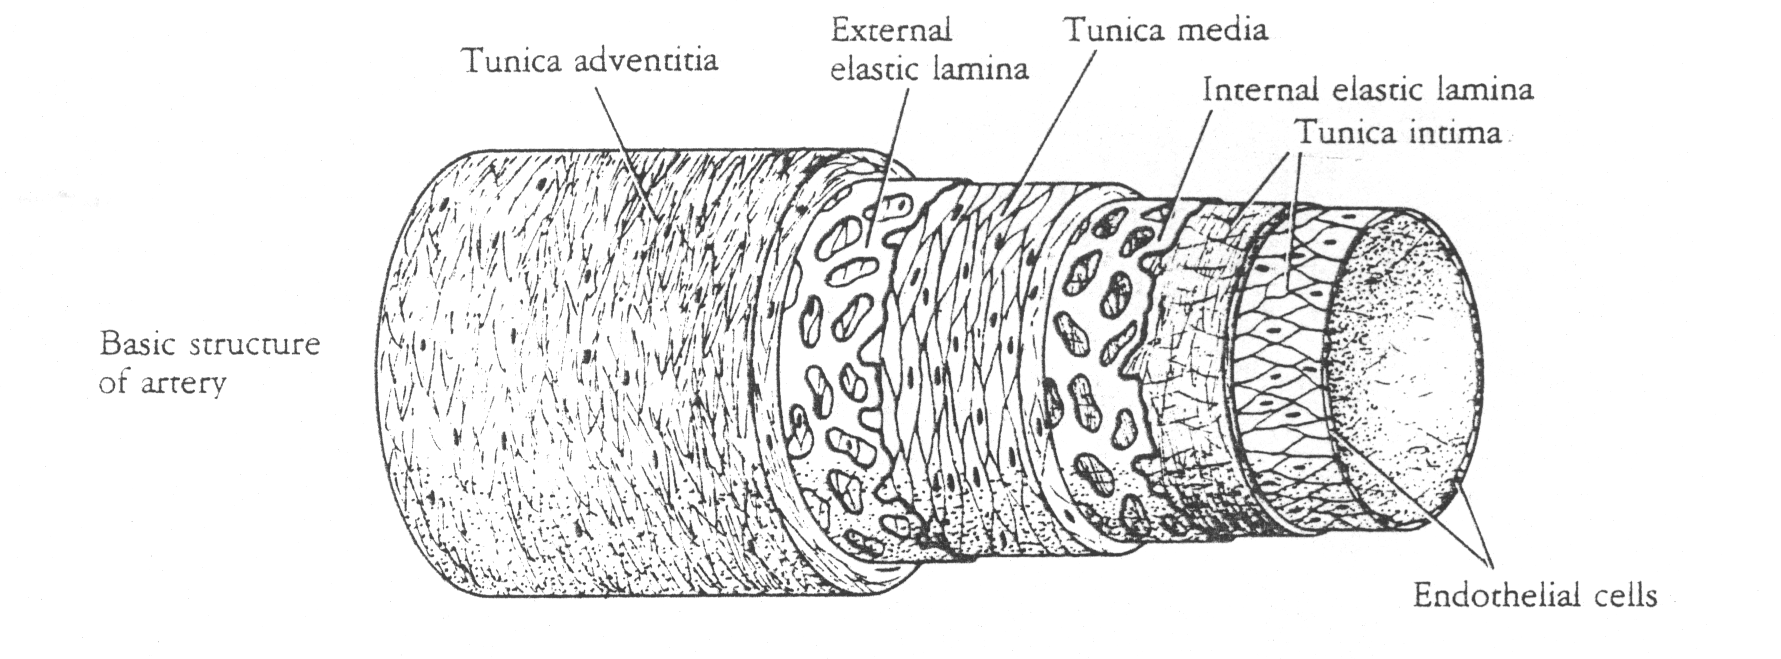 Tunica adventitia
External
elastic lamina
Tunica media
Internal elastic lamina
Tunica intima
Basic structure
of artery
Endothelial cells